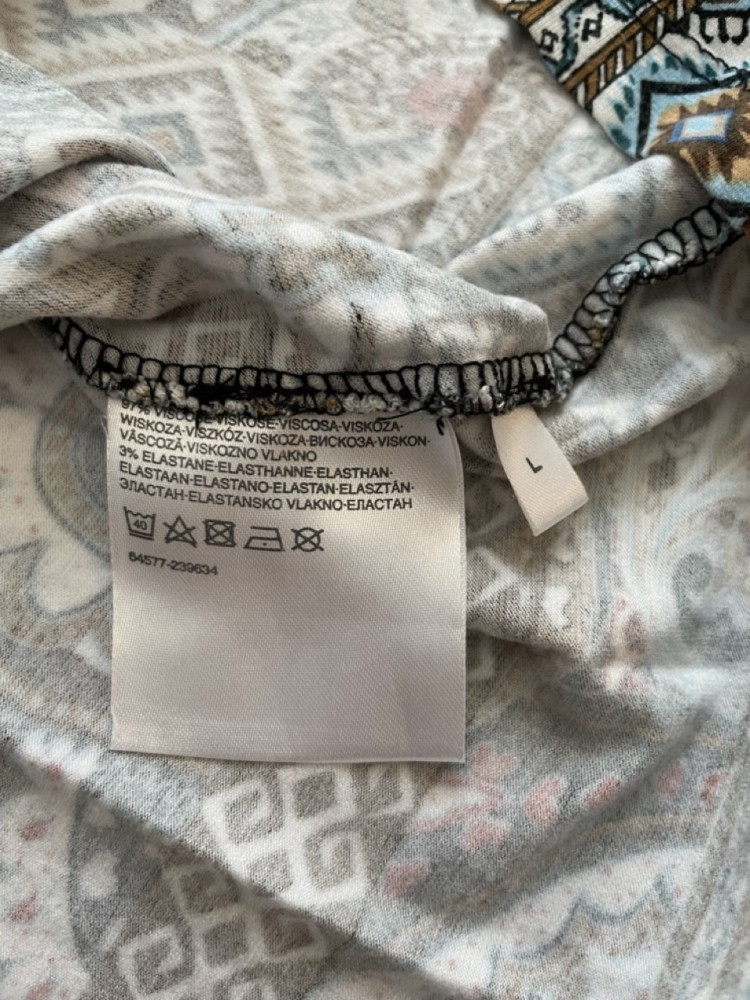 97% VISCOSE·VISKOSE·VISCOSA·VISKÓZA·
WISKOZA·VISZKÓZ·VISKOZA·ВИСКОЗА·VISKON·
VÂSCOZĂ·VISKOZNO VLAKNO
3% ELASTANE·ELASTHANNE·ELASTHAN·
ELASTAAN·ELASTANO·ELASTAN·ELASZTÁN·
ЭЛАСТАН·ELASTANSKO VLAKNO·ЕЛАСТАН
40
64577-239634
L